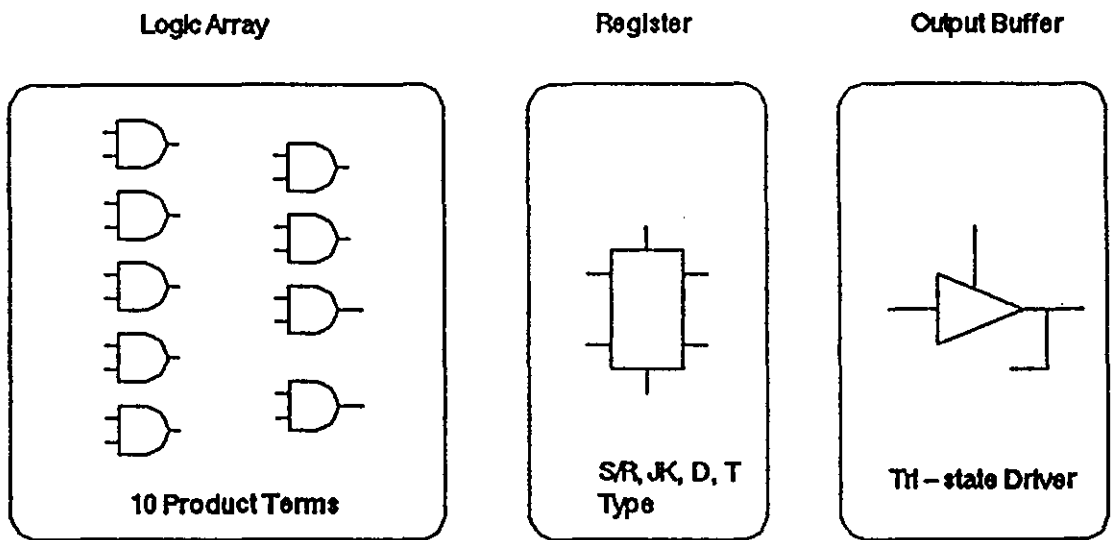 Logic Array
Register
Output Buffer
10 Product Terms
S/R, JK, D, T
Type
Tri – state Driver